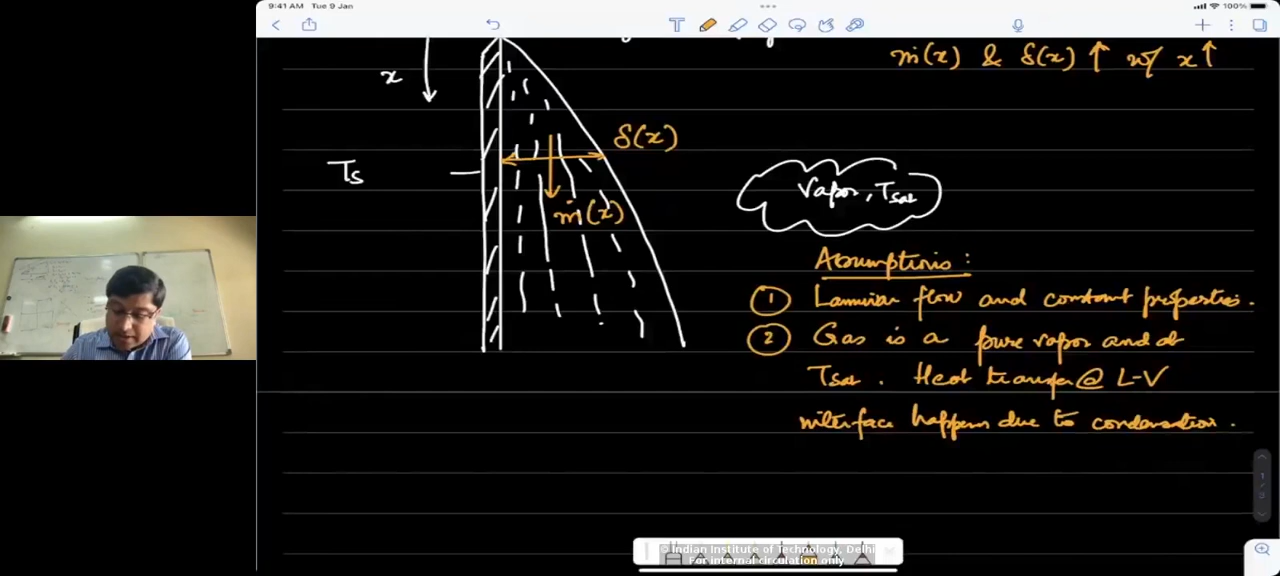 9:41 AM Tue 9 Jan
100%
ṁ(x) & δ(x) ↑ w/ x ↑
x
δ(x)
Ts
Vapor, Tsat
ṁ(x)
Assumptions :
① Laminar flow and constant properties.
② Gas is a pure vapor and at
Tsat. Heat transfer @ L-V
interface happens due to condensation.
1 / 3
© Indian Institute of Technology, Delhi
For internal circulation only